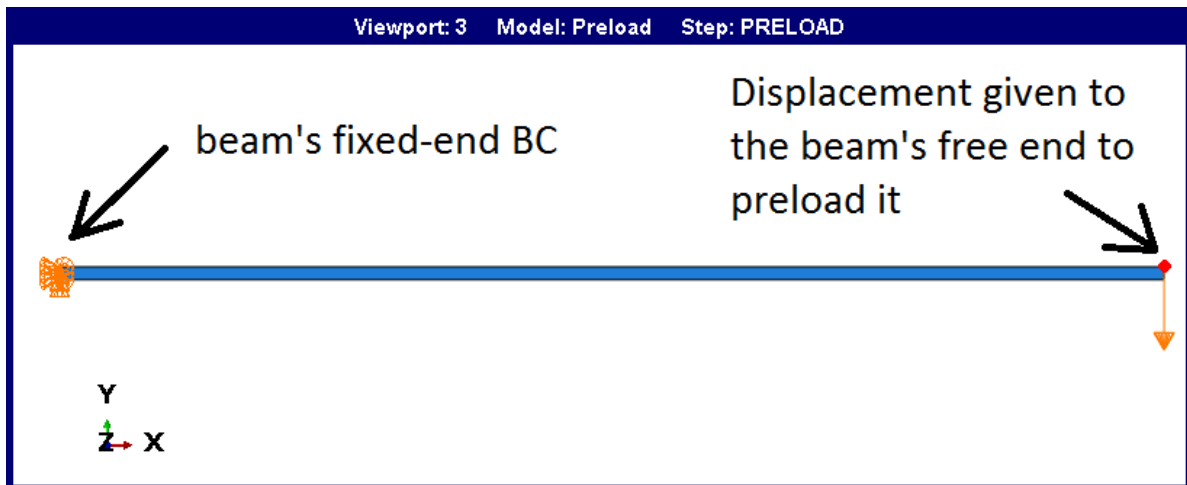 Viewport: 3 Model: Preload Step: PRELOAD
beam's fixed-end BC
Displacement given to
the beam's free end to
preload it
Y
Z X